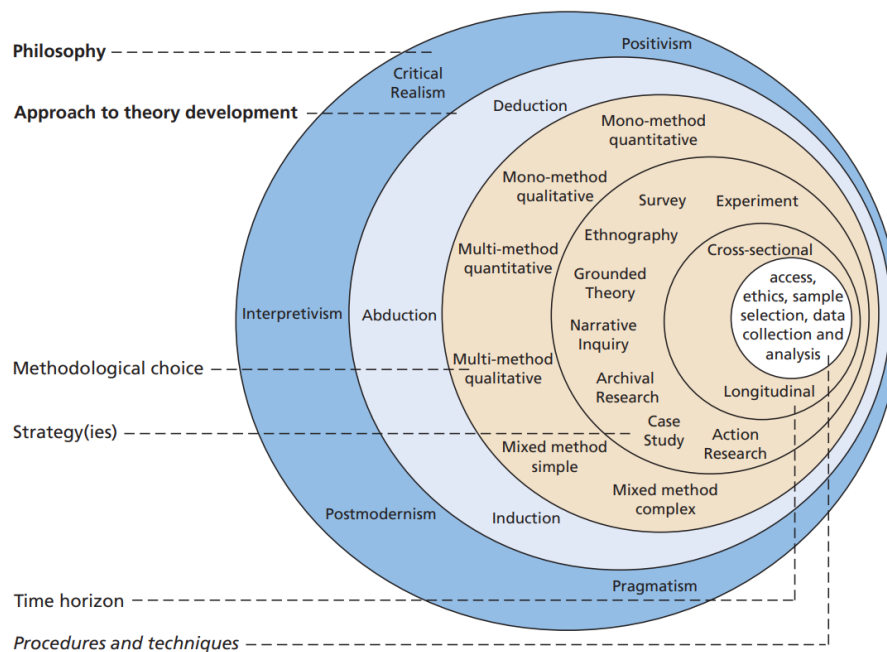 Philosophy
Positivism
Critical
Realism
Approach to theory development
Deduction
Mono-method
quantitative
Mono-method
qualitative
Survey
Experiment
Ethnography
Multi-method
quantitative
Cross-sectional
Grounded
Theory
access,
ethics, sample
selection, data
collection and
analysis
Interpretivism
Abduction
Narrative
Inquiry
Methodological choice
Multi-method
qualitative
Archival
Research
Longitudinal
Strategy(ies)
Case
Study
Action
Research
Mixed method
simple
Mixed method
complex
Postmodernism
Induction
Pragmatism
Time horizon
Procedures and techniques